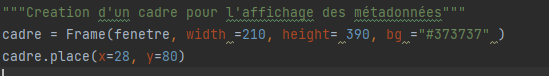 """Creation d'un cadre pour l'affichage des métadonnées"""
cadre = Frame(fenetre, width =210, height= 390, bg ="#373737" )
cadre.place(x=28, y=80)